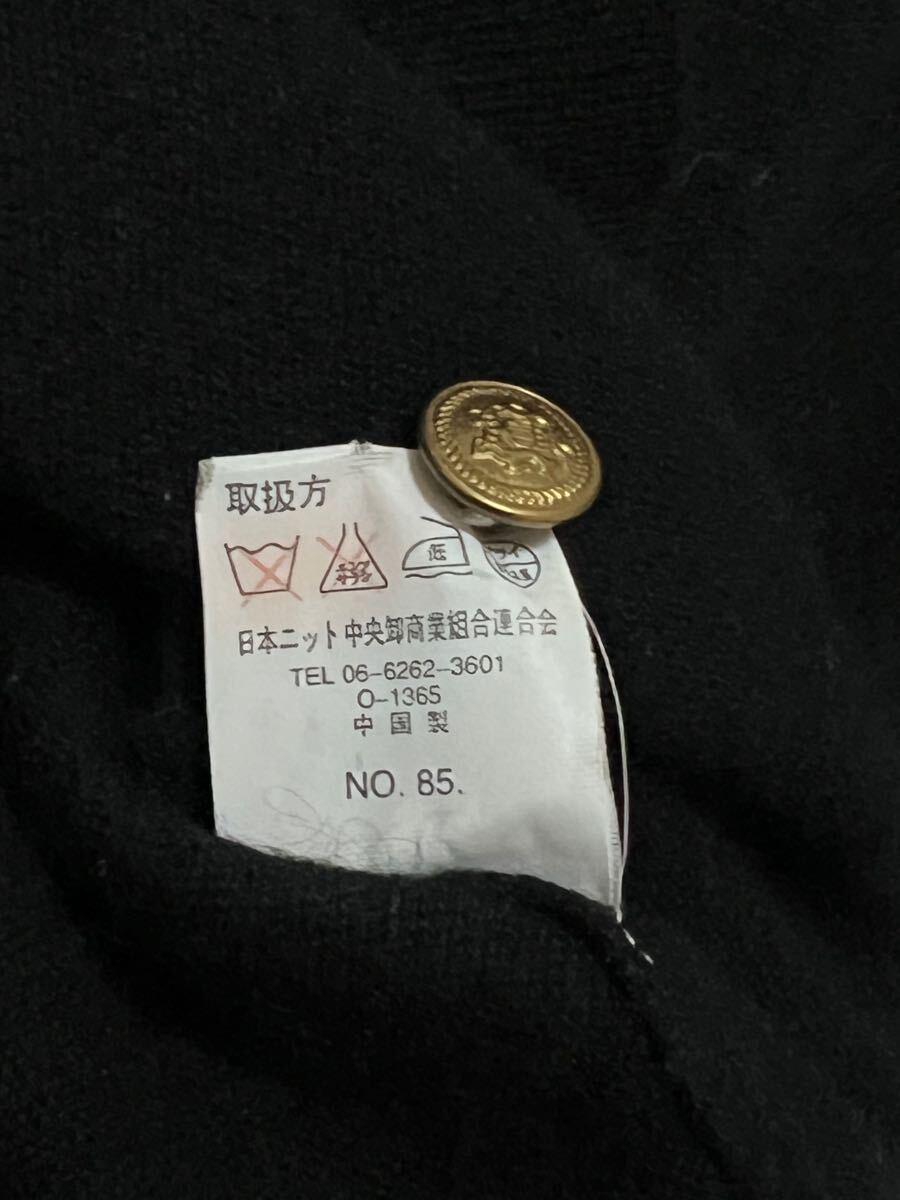 取扱方
低
日本ニット中央卸商業組合連合会
TEL 06-6262-3601
O-1365
中国製
NO. 85.